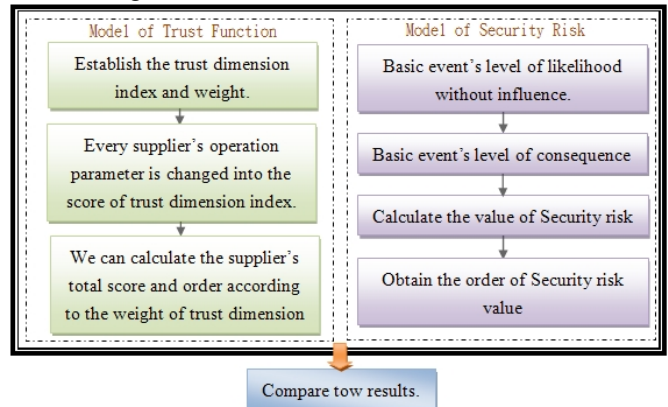 Model of Trust Function
Establish the trust dimension
index and weight.
Every supplier's operation
parameter is changed into the
score of trust dimension index.
We can calculate the supplier's
total score and order according
to the weight of trust dimension
Model of Security Risk
Basic event's level of likelihood
without influence.
Basic event's level of consequence
Calculate the value of Security risk
Obtain the order of Security risk
value
Compare tow results.